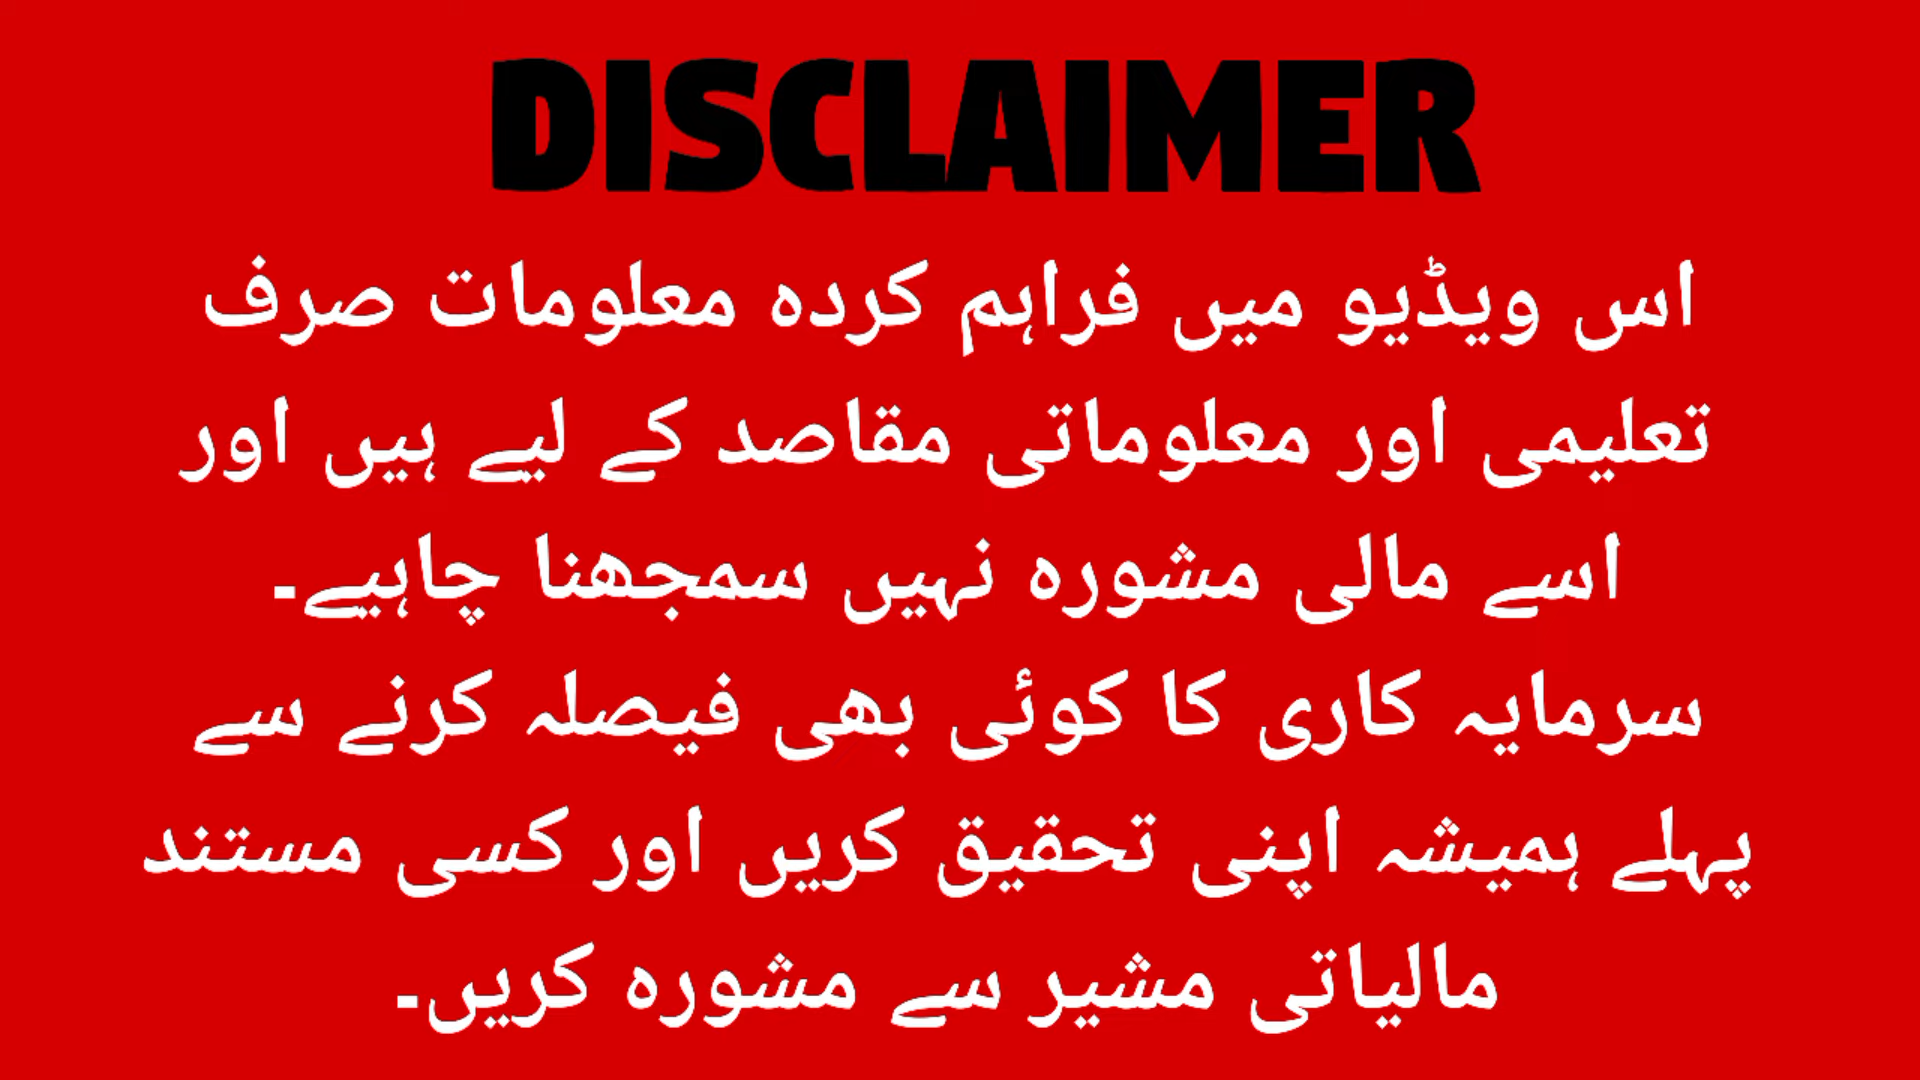 DISCLAIMER
اس ویڈیو میں فراہم کردہ معلومات صرف
تعلیمی اور معلوماتی مقاصد کے لیے ہیں اور
اسے مالی مشورہ نہیں سمجھنا چاہیے۔
سرمایہ کاری کا کوئی بھی فیصلہ کرنے سے
پہلے ہمیشہ اپنی تحقیق کریں اور کسی مستند
مالیاتی مشیر سے مشورہ کریں۔